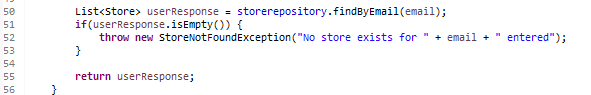 50 List<Store> userResponse = storerepository.findByEmail(email);
51 if(userResponse.isEmpty()) {
52 throw new StoreNotFoundException("No store exists for " + email + " entered");
53 }
54
55 return userResponse;
56 }